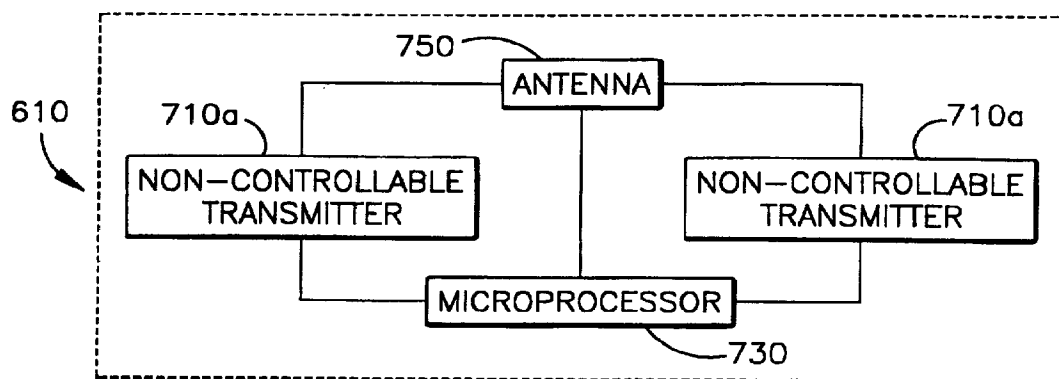 750
ANTENNA
610
710a
710a
NON-CONTROLLABLE
TRANSMITTER
NON-CONTROLLABLE
TRANSMITTER
MICROPROCESSOR
730